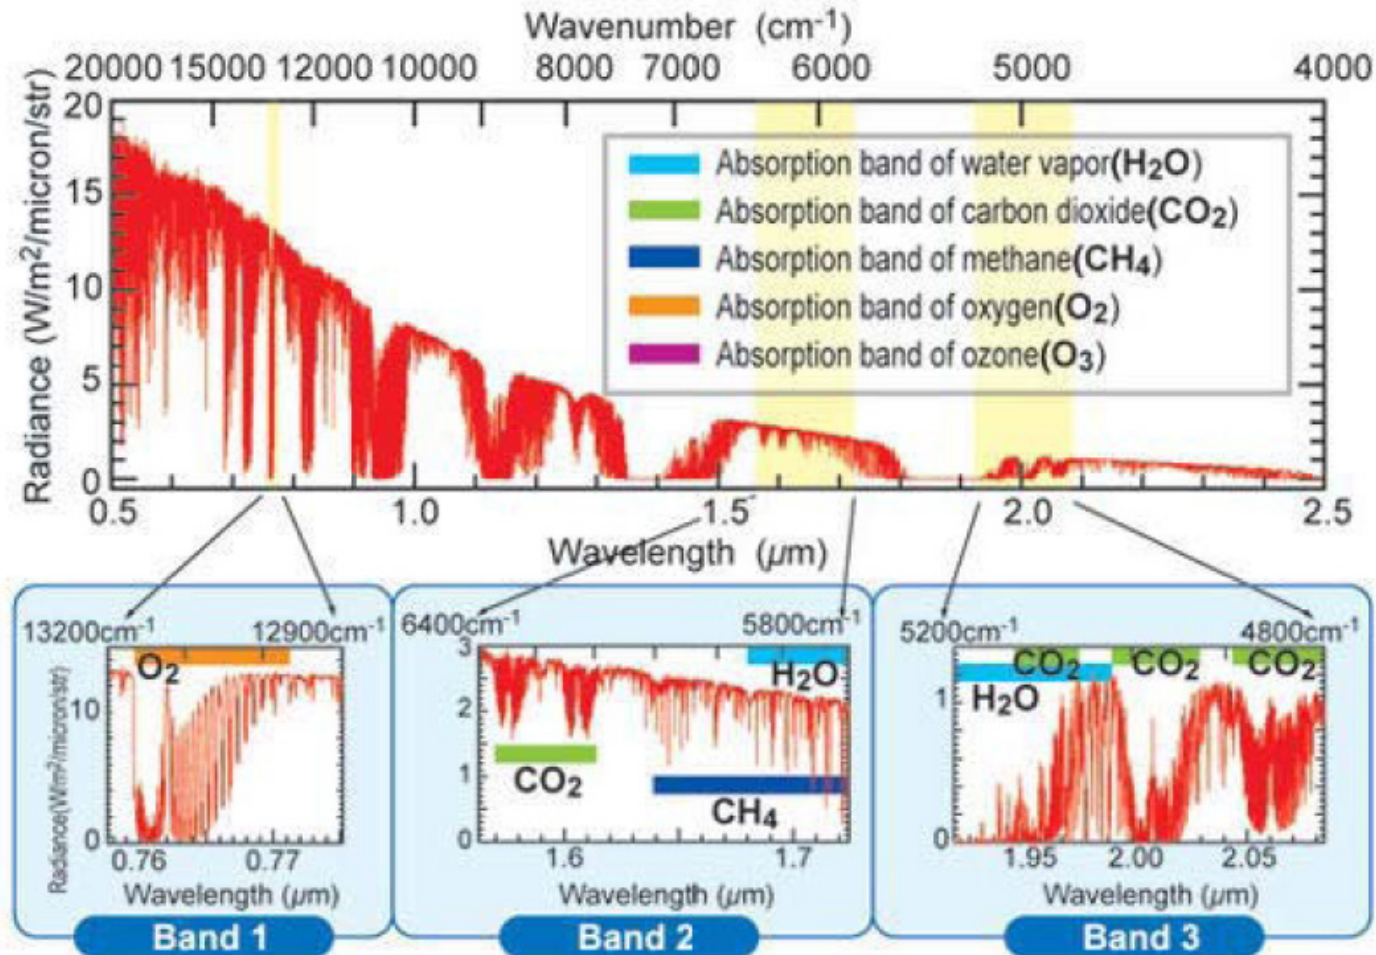 Wavenumber (cm-1)
20000 15000 12000 10000 8000 7000 6000 5000 4000
Radiance (W/m2/micron/str)
20
15
10
5
0
Absorption band of water vapor(H2O)
Absorption band of carbon dioxide(CO2)
Absorption band of methane(CH4)
Absorption band of oxygen(O2)
Absorption band of ozone(O3)
0.5 1.0 1.5 2.0 2.5
Wavelength (μm)
13200cm-1 12900cm-1
O2
Radiance(W/m2/micron/str)
10
0
0.76 0.77
Wavelength (μm)
Band 1
6400cm-1 5800cm-1
3
2
1
0
H2O
CO2
CH4
1.6 1.7
Wavelength (μm)
Band 2
5200cm-1 4800cm-1
CO2 CO2 CO2
H2O
1
0
1.95 2.00 2.05
Wavelength (μm)
Band 3